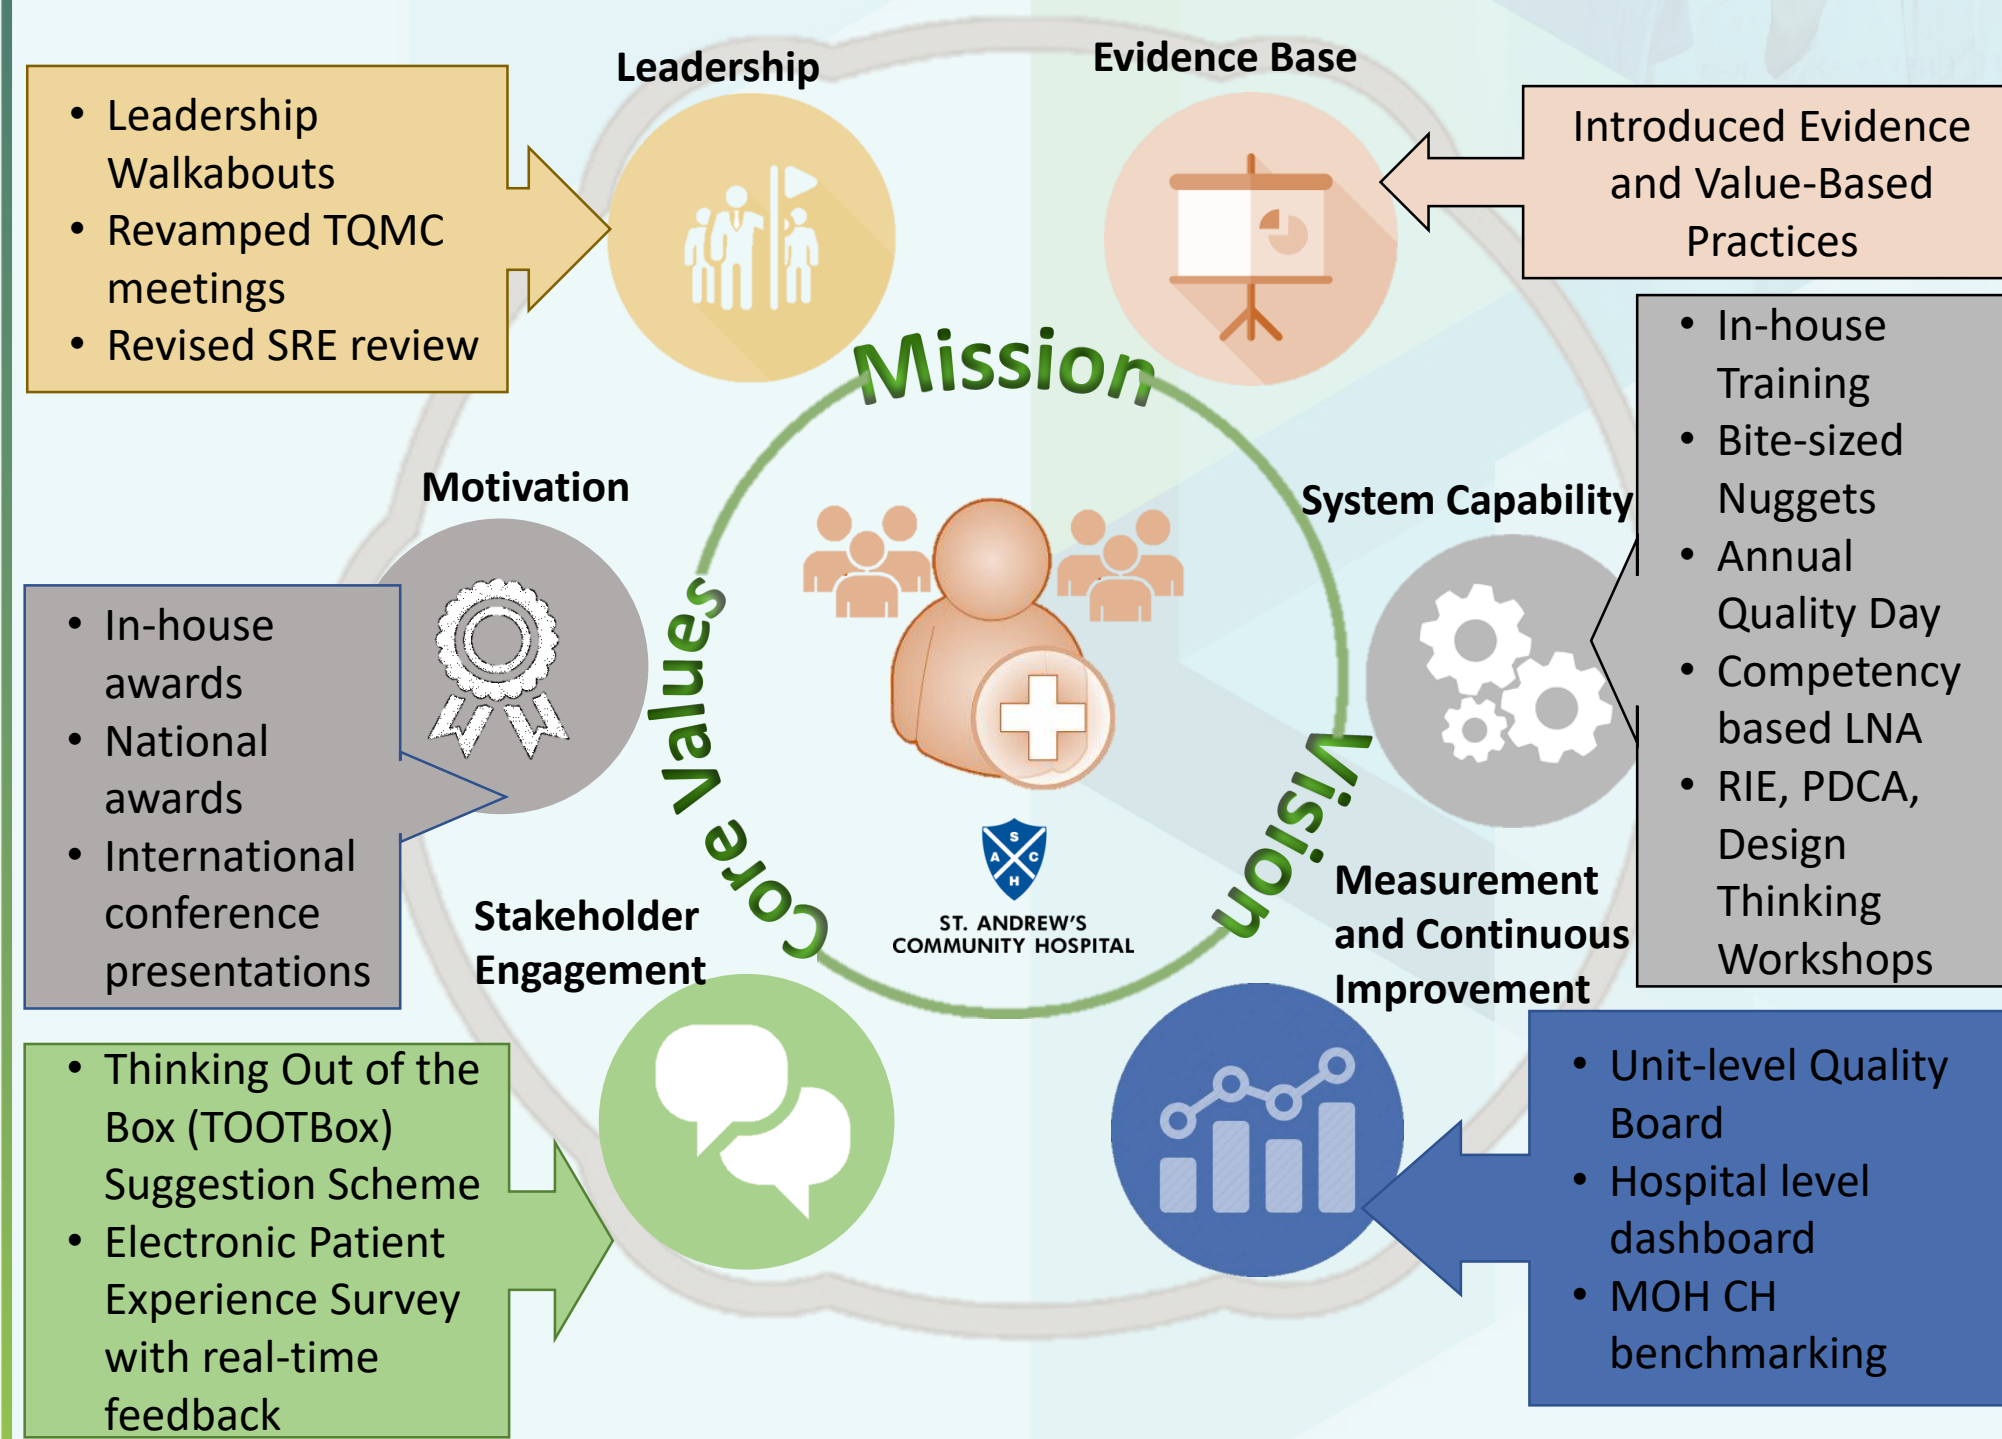 Leadership
• Leadership
Walkabouts
• Revamped TQMC
meetings
• Revised SRE review
Evidence Base
Introduced Evidence
and Value-Based
Practices
Mission
Motivation
• In-house
awards
• National
awards
• International
conference
presentations
System Capability
• In-house
Training
• Bite-sized
Nuggets
• Annual
Quality Day
• Competency
based LNA
• RIE, PDCA,
Design
Thinking
Workshops
Core Values
Vision
S
A C
H
ST. ANDREW'S
COMMUNITY HOSPITAL
Stakeholder
Engagement
• Thinking Out of the
Box (TOOTBox)
Suggestion Scheme
• Electronic Patient
Experience Survey
with real-time
feedback
Measurement
and Continuous
Improvement
• Unit-level Quality
Board
• Hospital level
dashboard
• MOH CH
benchmarking